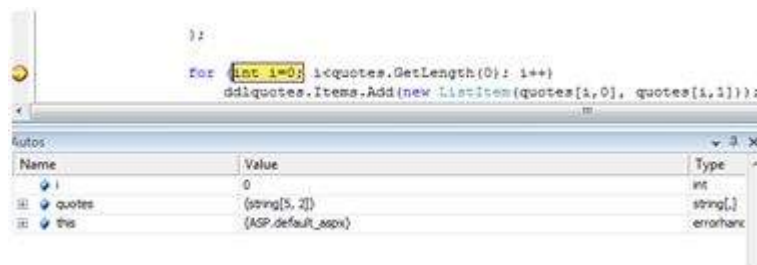 };
for (int i=0; i<quotes.GetLength(0); i++)
ddlquotes.Items.Add(new ListItem(quotes[i,0], quotes[i,1]));
Autos
Name Value Type
i 0 int
quotes {string[5, 2]} string[,]
this {ASP.default_aspx} errorhanc